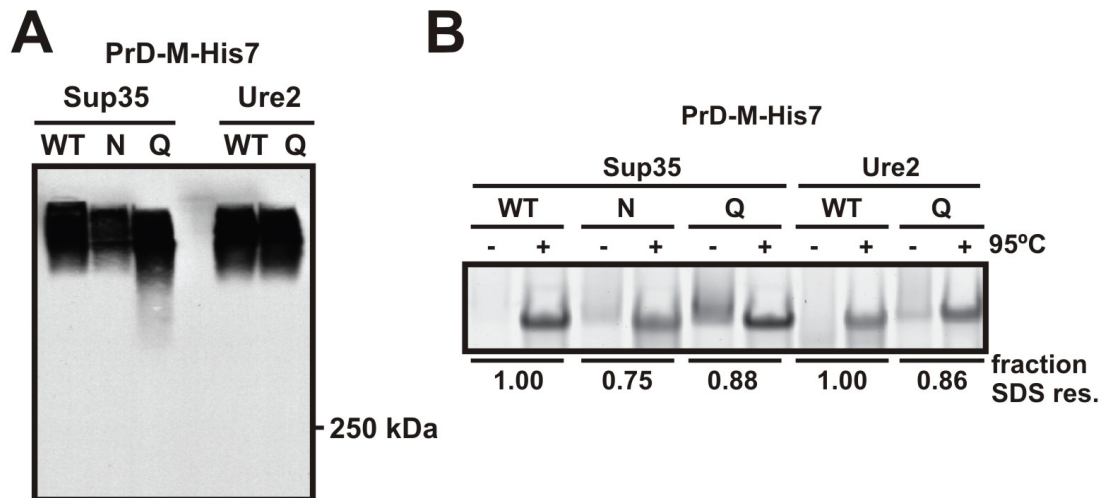 A
PrD-M-His7
Sup35 Ure2
WT N Q WT Q
250 kDa
B
PrD-M-His7
Sup35 Ure2
WT N Q WT Q
- + - + - + - + - + 95ºC
1.00 0.75 0.88 1.00 0.86 fraction
SDS res.